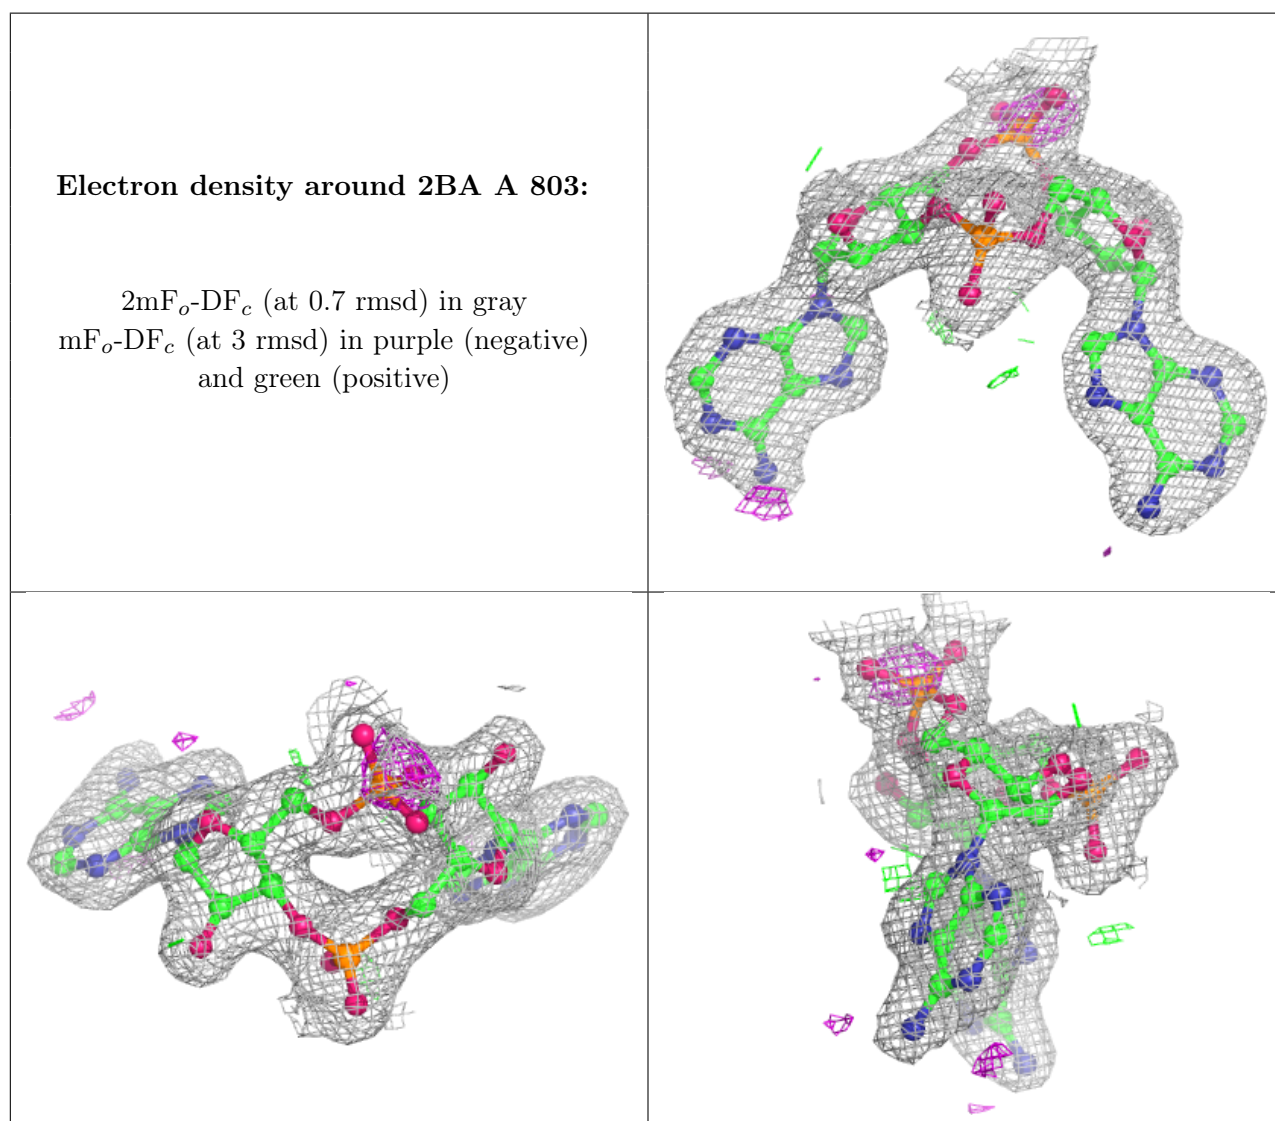 Electron density around 2BA A 803:
2mFo-DFc (at 0.7 rmsd) in gray
mFo-DFc (at 3 rmsd) in purple (negative)
and green (positive)